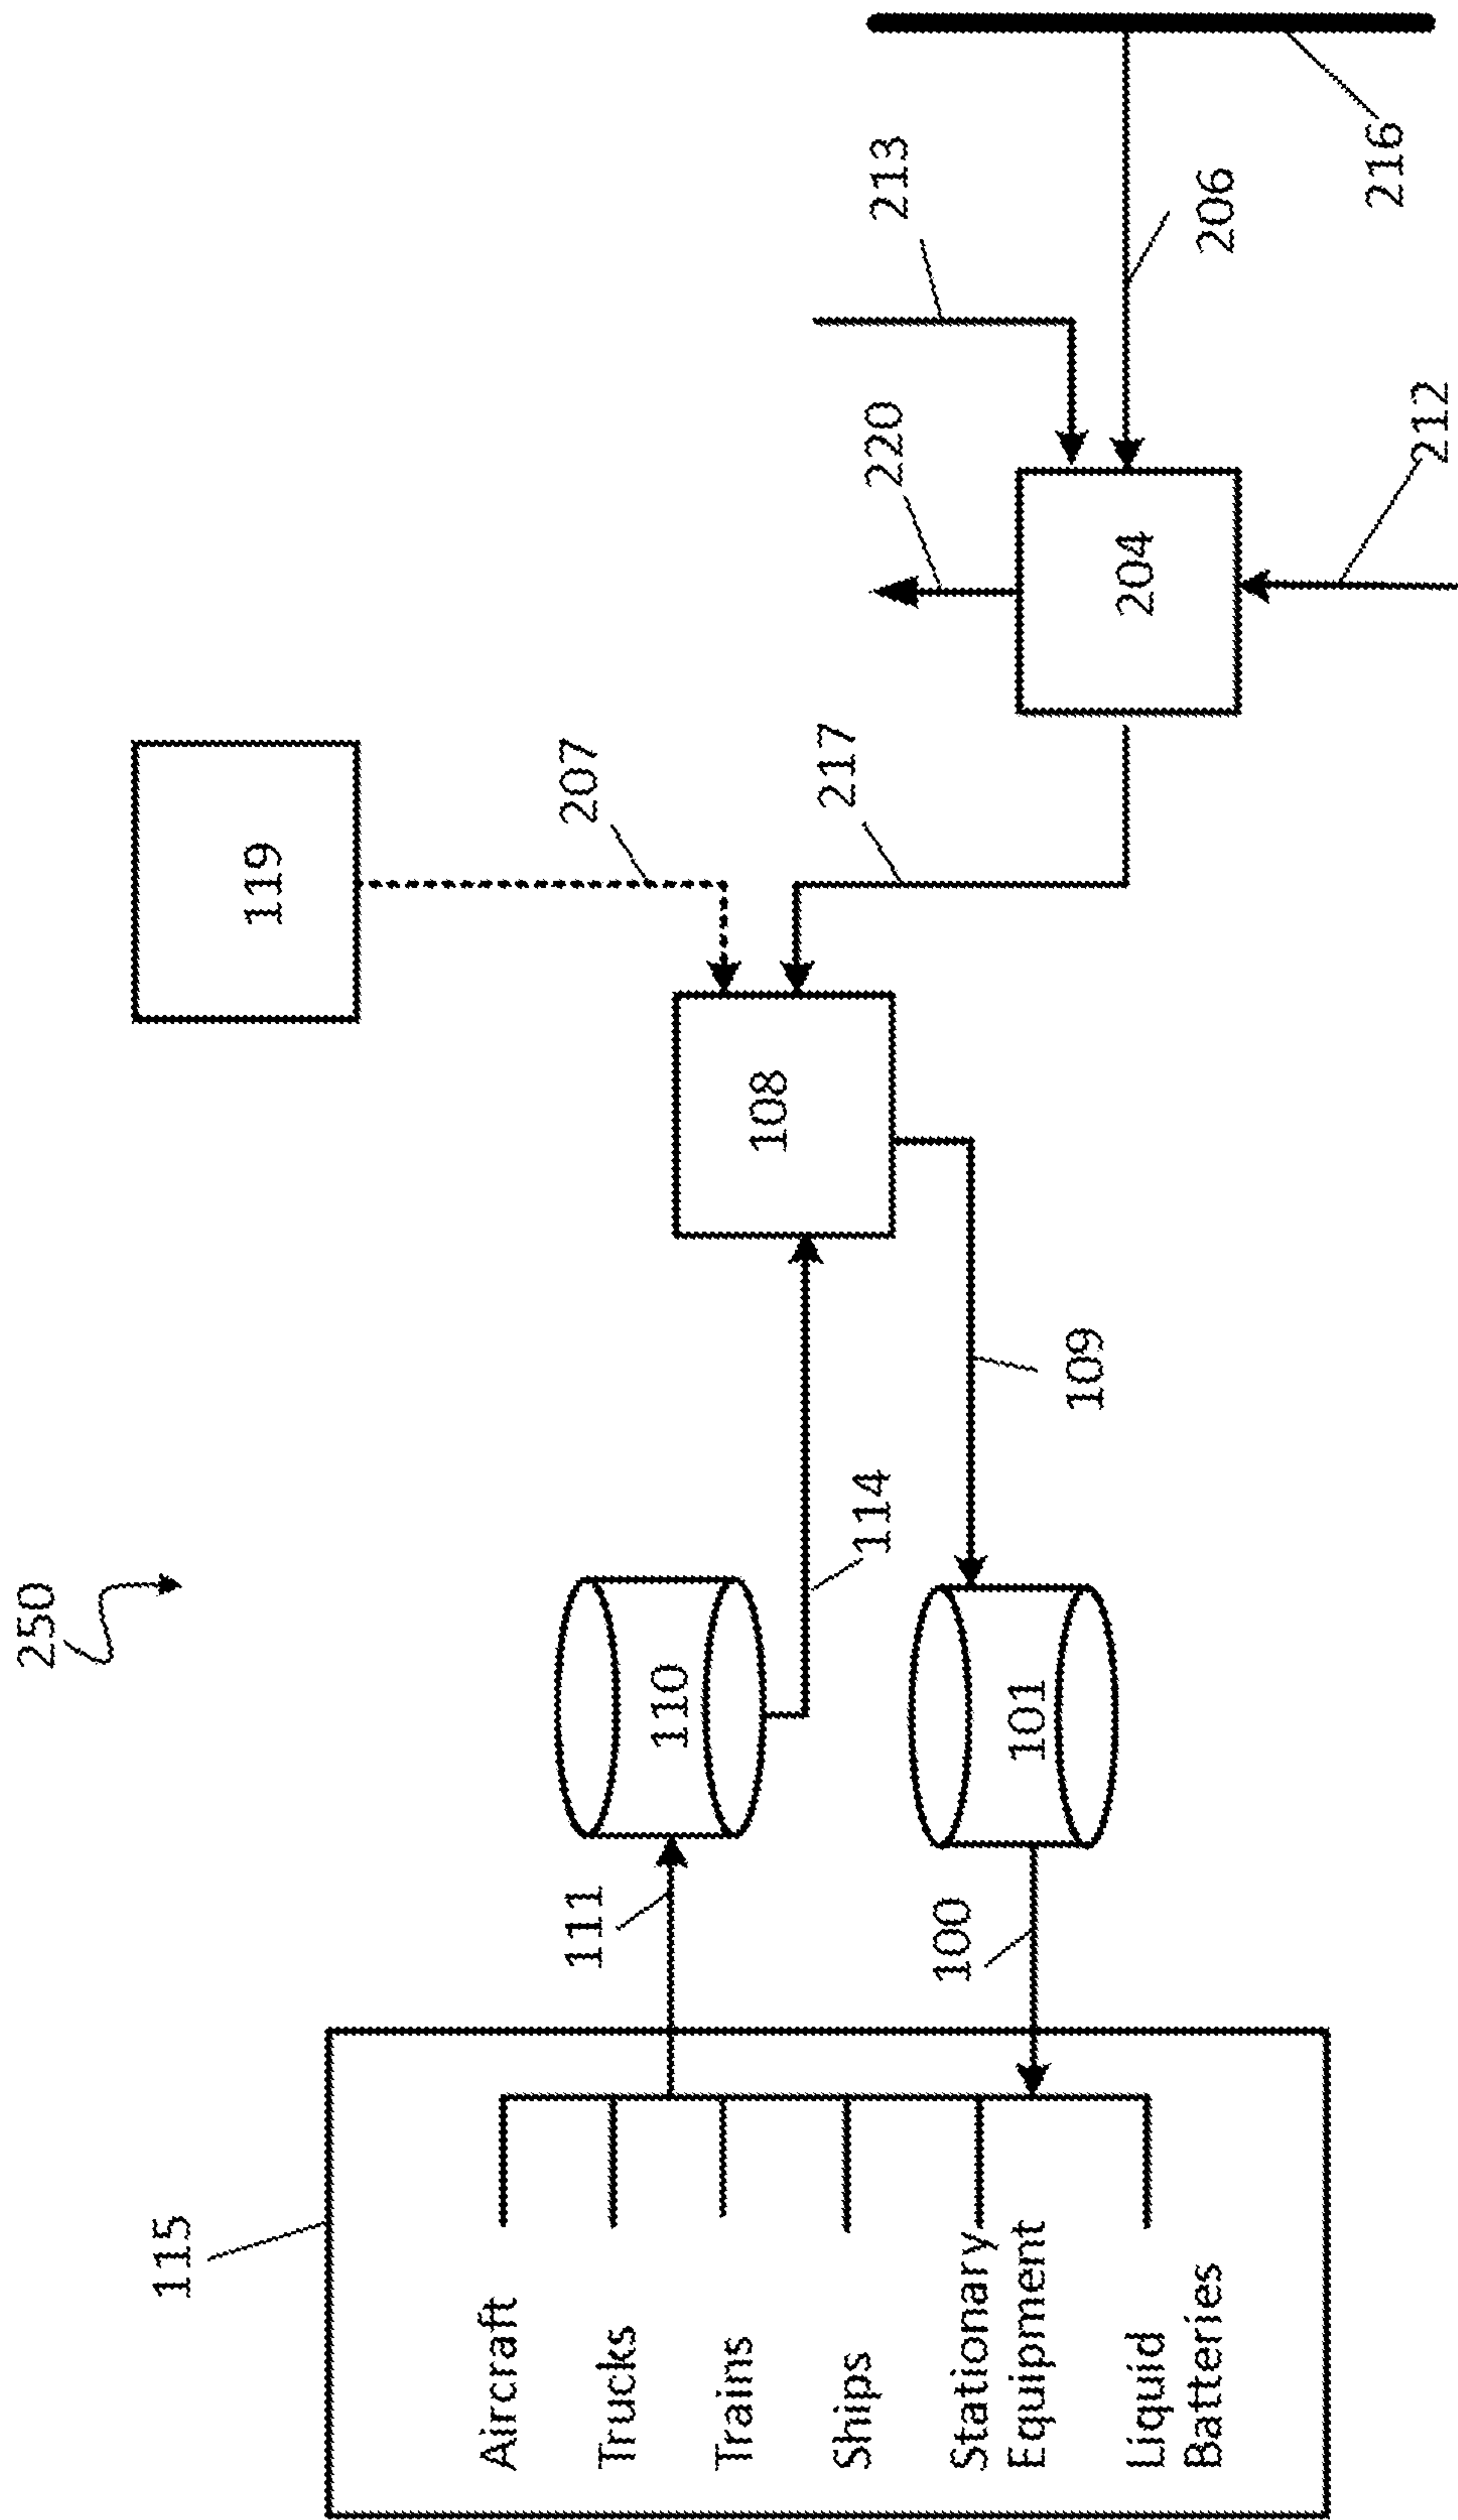 250
115
Aircraft
Trucks
Trains
Ships
Stationary
Equipment
Liquid
Batteries
111
100
110
101
114
109
108
119
207
217
204
220
213
206
212
216